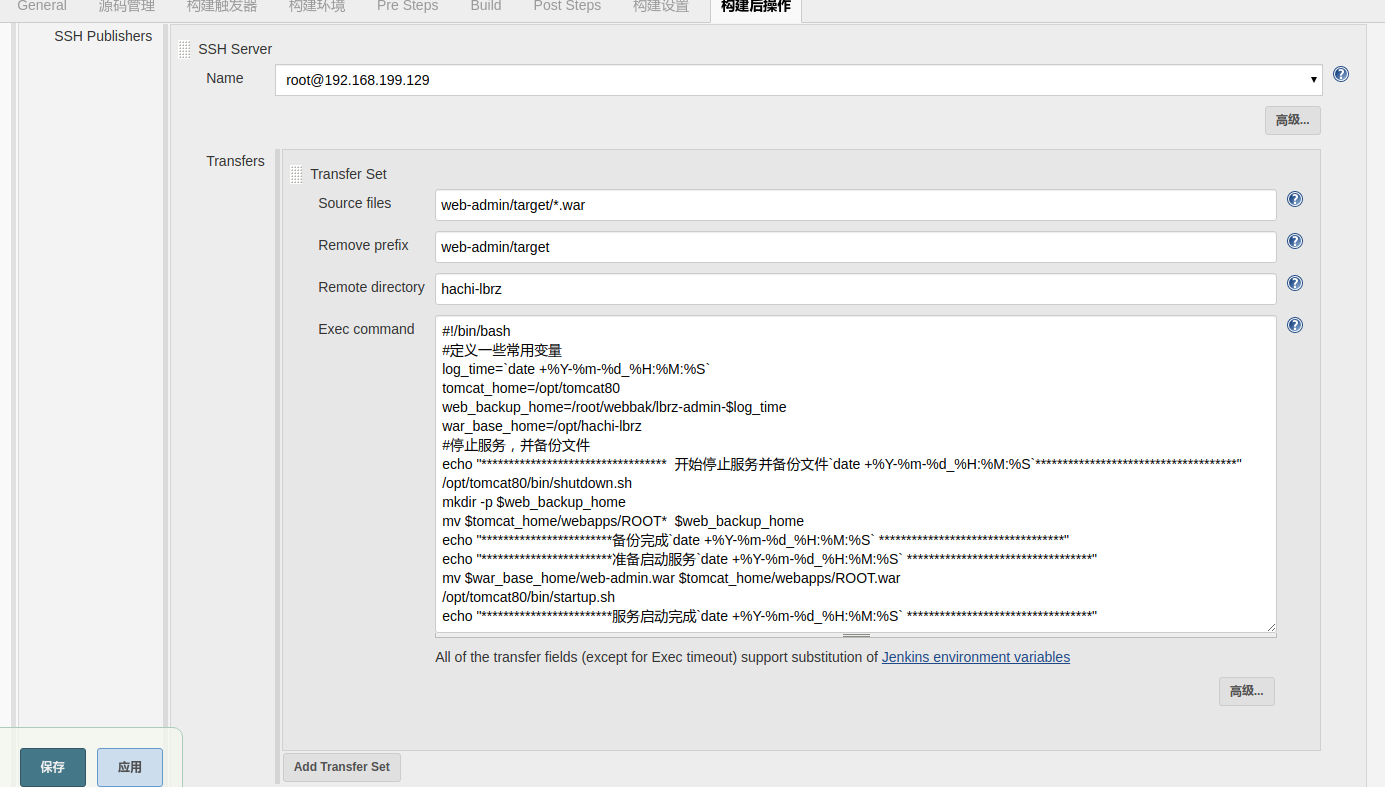 General 源码管理 构建触发器 构建环境 Pre Steps Build Post Steps 构建设置 构建后操作
SSH Publishers
SSH Server
Name root@192.168.199.129
高级...
Transfers
Transfer Set
Source files web-admin/target/*.war
Remove prefix web-admin/target
Remote directory hachi-lbrz
Exec command
#!/bin/bash
#定义一些常用变量
log_time=`date +%Y-%m-%d_%H:%M:%S`
tomcat_home=/opt/tomcat80
web_backup_home=/root/webbak/lbrz-admin-$log_time
war_base_home=/opt/hachi-lbrz
#停止服务，并备份文件
echo "********************************** 开始停止服务并备份文件`date +%Y-%m-%d_%H:%M:%S`*************************************"
/opt/tomcat80/bin/shutdown.sh
mkdir -p $web_backup_home
mv $tomcat_home/webapps/ROOT*  $web_backup_home
echo "************************备份完成`date +%Y-%m-%d_%H:%M:%S` **********************************"
echo "************************准备启动服务`date +%Y-%m-%d_%H:%M:%S` **********************************"
mv $war_base_home/web-admin.war $tomcat_home/webapps/ROOT.war
/opt/tomcat80/bin/startup.sh
echo "************************服务启动完成`date +%Y-%m-%d_%H:%M:%S` **********************************"
All of the transfer fields (except for Exec timeout) support substitution of Jenkins environment variables
高级...
保存 应用
Add Transfer Set